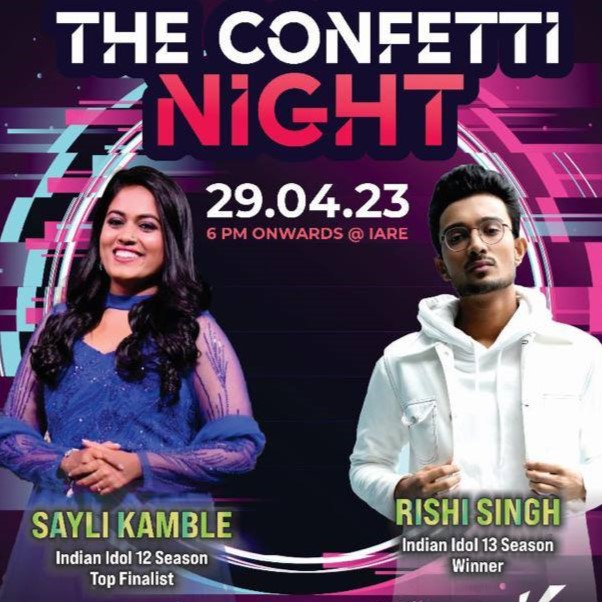 THE CONFETTI
NIGHT
29.04.23
6 PM ONWARDS @ IARE
SAYLI KAMBLE
Indian Idol 12 Season
Top Finalist
RISHI SINGH
Indian Idol 13 Season
Winner